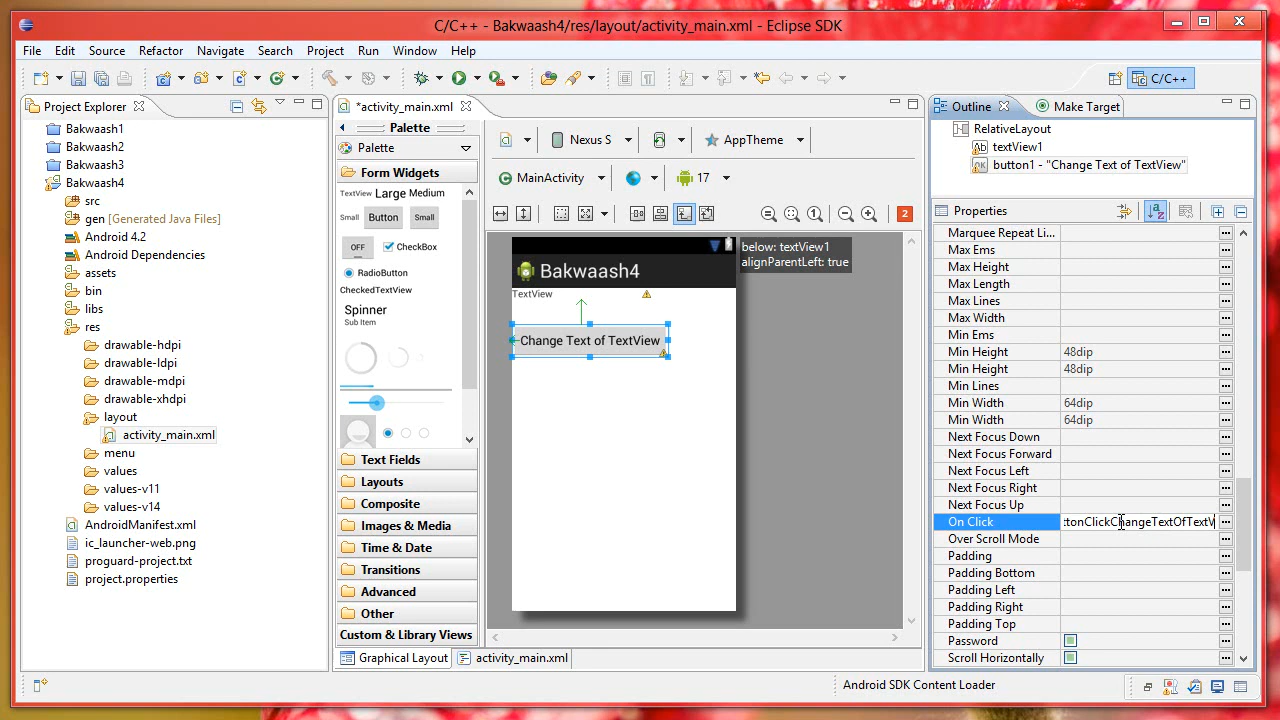 C/C++ - Bakwaash4/res/layout/activity_main.xml - Eclipse SDK
File Edit Source Refactor Navigate Search Project Run Window Help
C/C++
Project Explorer
Bakwaash1
Bakwaash2
Bakwaash3
Bakwaash4
src
gen [Generated Java Files]
Android 4.2
Android Dependencies
assets
bin
libs
res
drawable-hdpi
drawable-ldpi
drawable-mdpi
drawable-xhdpi
layout
activity_main.xml
menu
values
values-v11
values-v14
AndroidManifest.xml
ic_launcher-web.png
proguard-project.txt
project.properties
*activity_main.xml
Palette
Palette
Form Widgets
TextView Large Medium
Small Button Small
OFF CheckBox
RadioButton
CheckedTextView
Spinner
Sub Item
Text Fields
Layouts
Composite
Images & Media
Time & Date
Transitions
Advanced
Other
Custom & Library Views
Graphical Layout activity_main.xml
Nexus S AppTheme
MainActivity 17
1 2
Bakwaash4
TextView
Change Text of TextView
below: textView1
alignParentLeft: true
Outline Make Target
RelativeLayout
Ab textView1
OK button1 - "Change Text of TextView"
Properties
Marquee Repeat Li...
Max Ems
Max Height
Max Length
Max Lines
Max Width
Min Ems
Min Height 48dip
Min Height 48dip
Min Lines
Min Width 64dip
Min Width 64dip
Next Focus Down
Next Focus Forward
Next Focus Left
Next Focus Right
Next Focus Up
On Click ttonClickChangeTextOfTextV
Over Scroll Mode
Padding
Padding Bottom
Padding Left
Padding Right
Padding Top
Password
Scroll Horizontally
Android SDK Content Loader